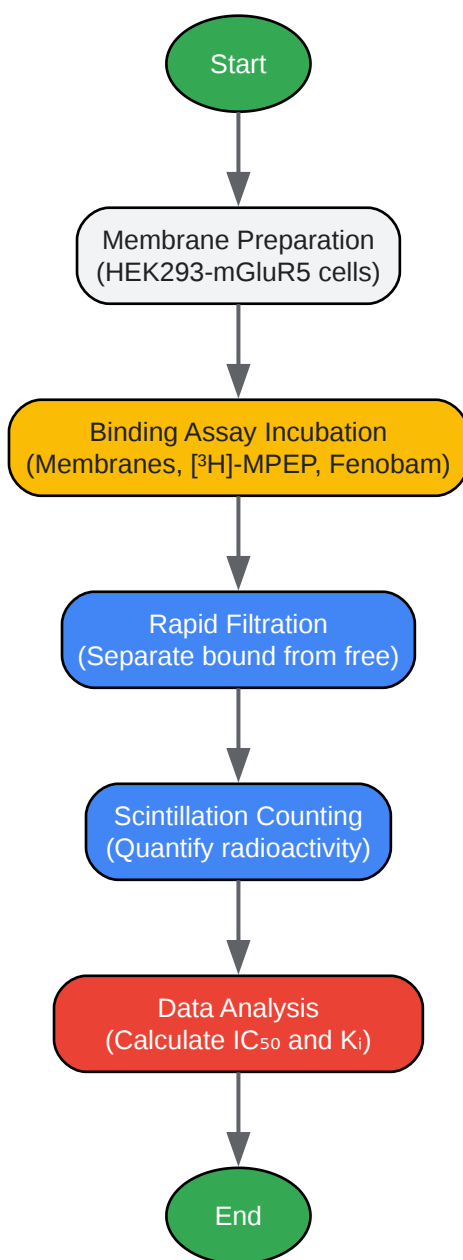 Start
Membrane Preparation
(HEK293-mGluR5 cells)
Binding Assay Incubation
(Membranes, [³H]-MPEP, Fenobam)
Rapid Filtration
(Separate bound from free)
Scintillation Counting
(Quantify radioactivity)
Data Analysis
(Calculate IC₅₀ and Kᵢ)
End